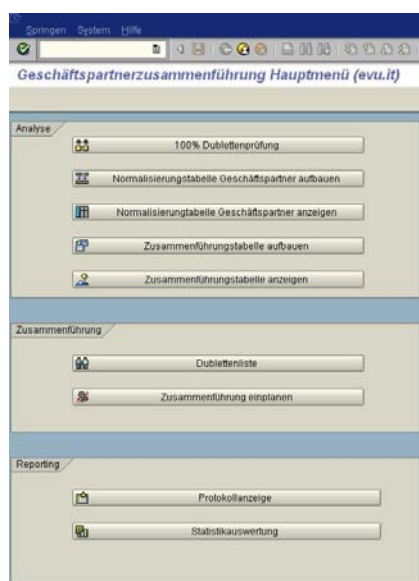 Springen System Hilfe
Geschäftspartnerzusammenführung Hauptmenü (evu.it)
Analyse
100% Dublettenprüfung
Normalisierungstabelle Geschäftspartner aufbauen
Normalisierungtabelle Geschäftspartner anzeigen
Zusammenführungstabelle aufbauen
Zusammenführungstabelle anzeigen
Zusammenführung
Dublettenliste
Zusammenführung einplanen
Reporting
Protokollanzeige
Statistikauswertung